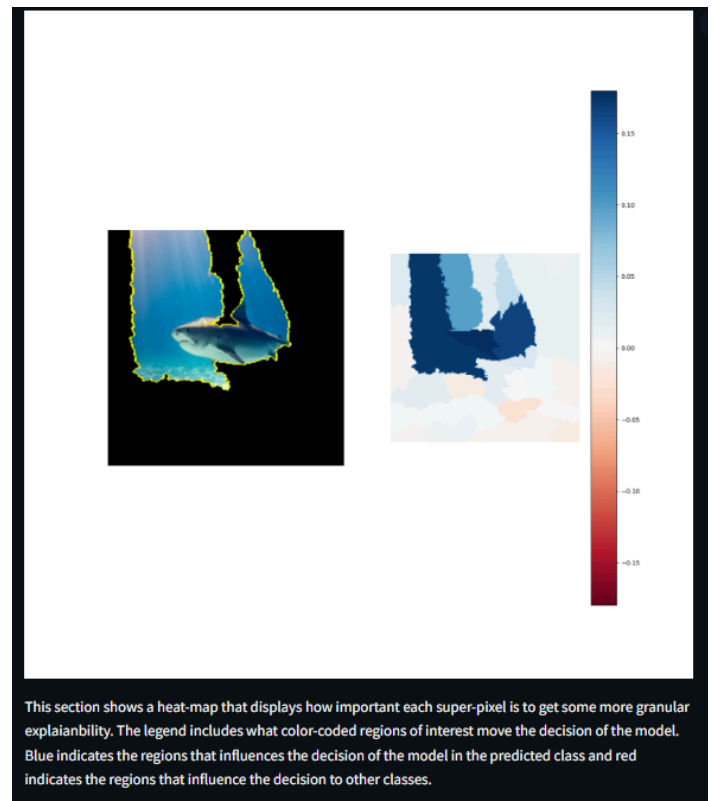 0.15
0.10
0.05
0.00
−0.05
−0.10
−0.15
This section shows a heat-map that displays how important each super-pixel is to get some more granular
explaianbility. The legend includes what color-coded regions of interest move the decision of the model.
Blue indicates the regions that influences the decision of the model in the predicted class and red
indicates the regions that influence the decision to other classes.